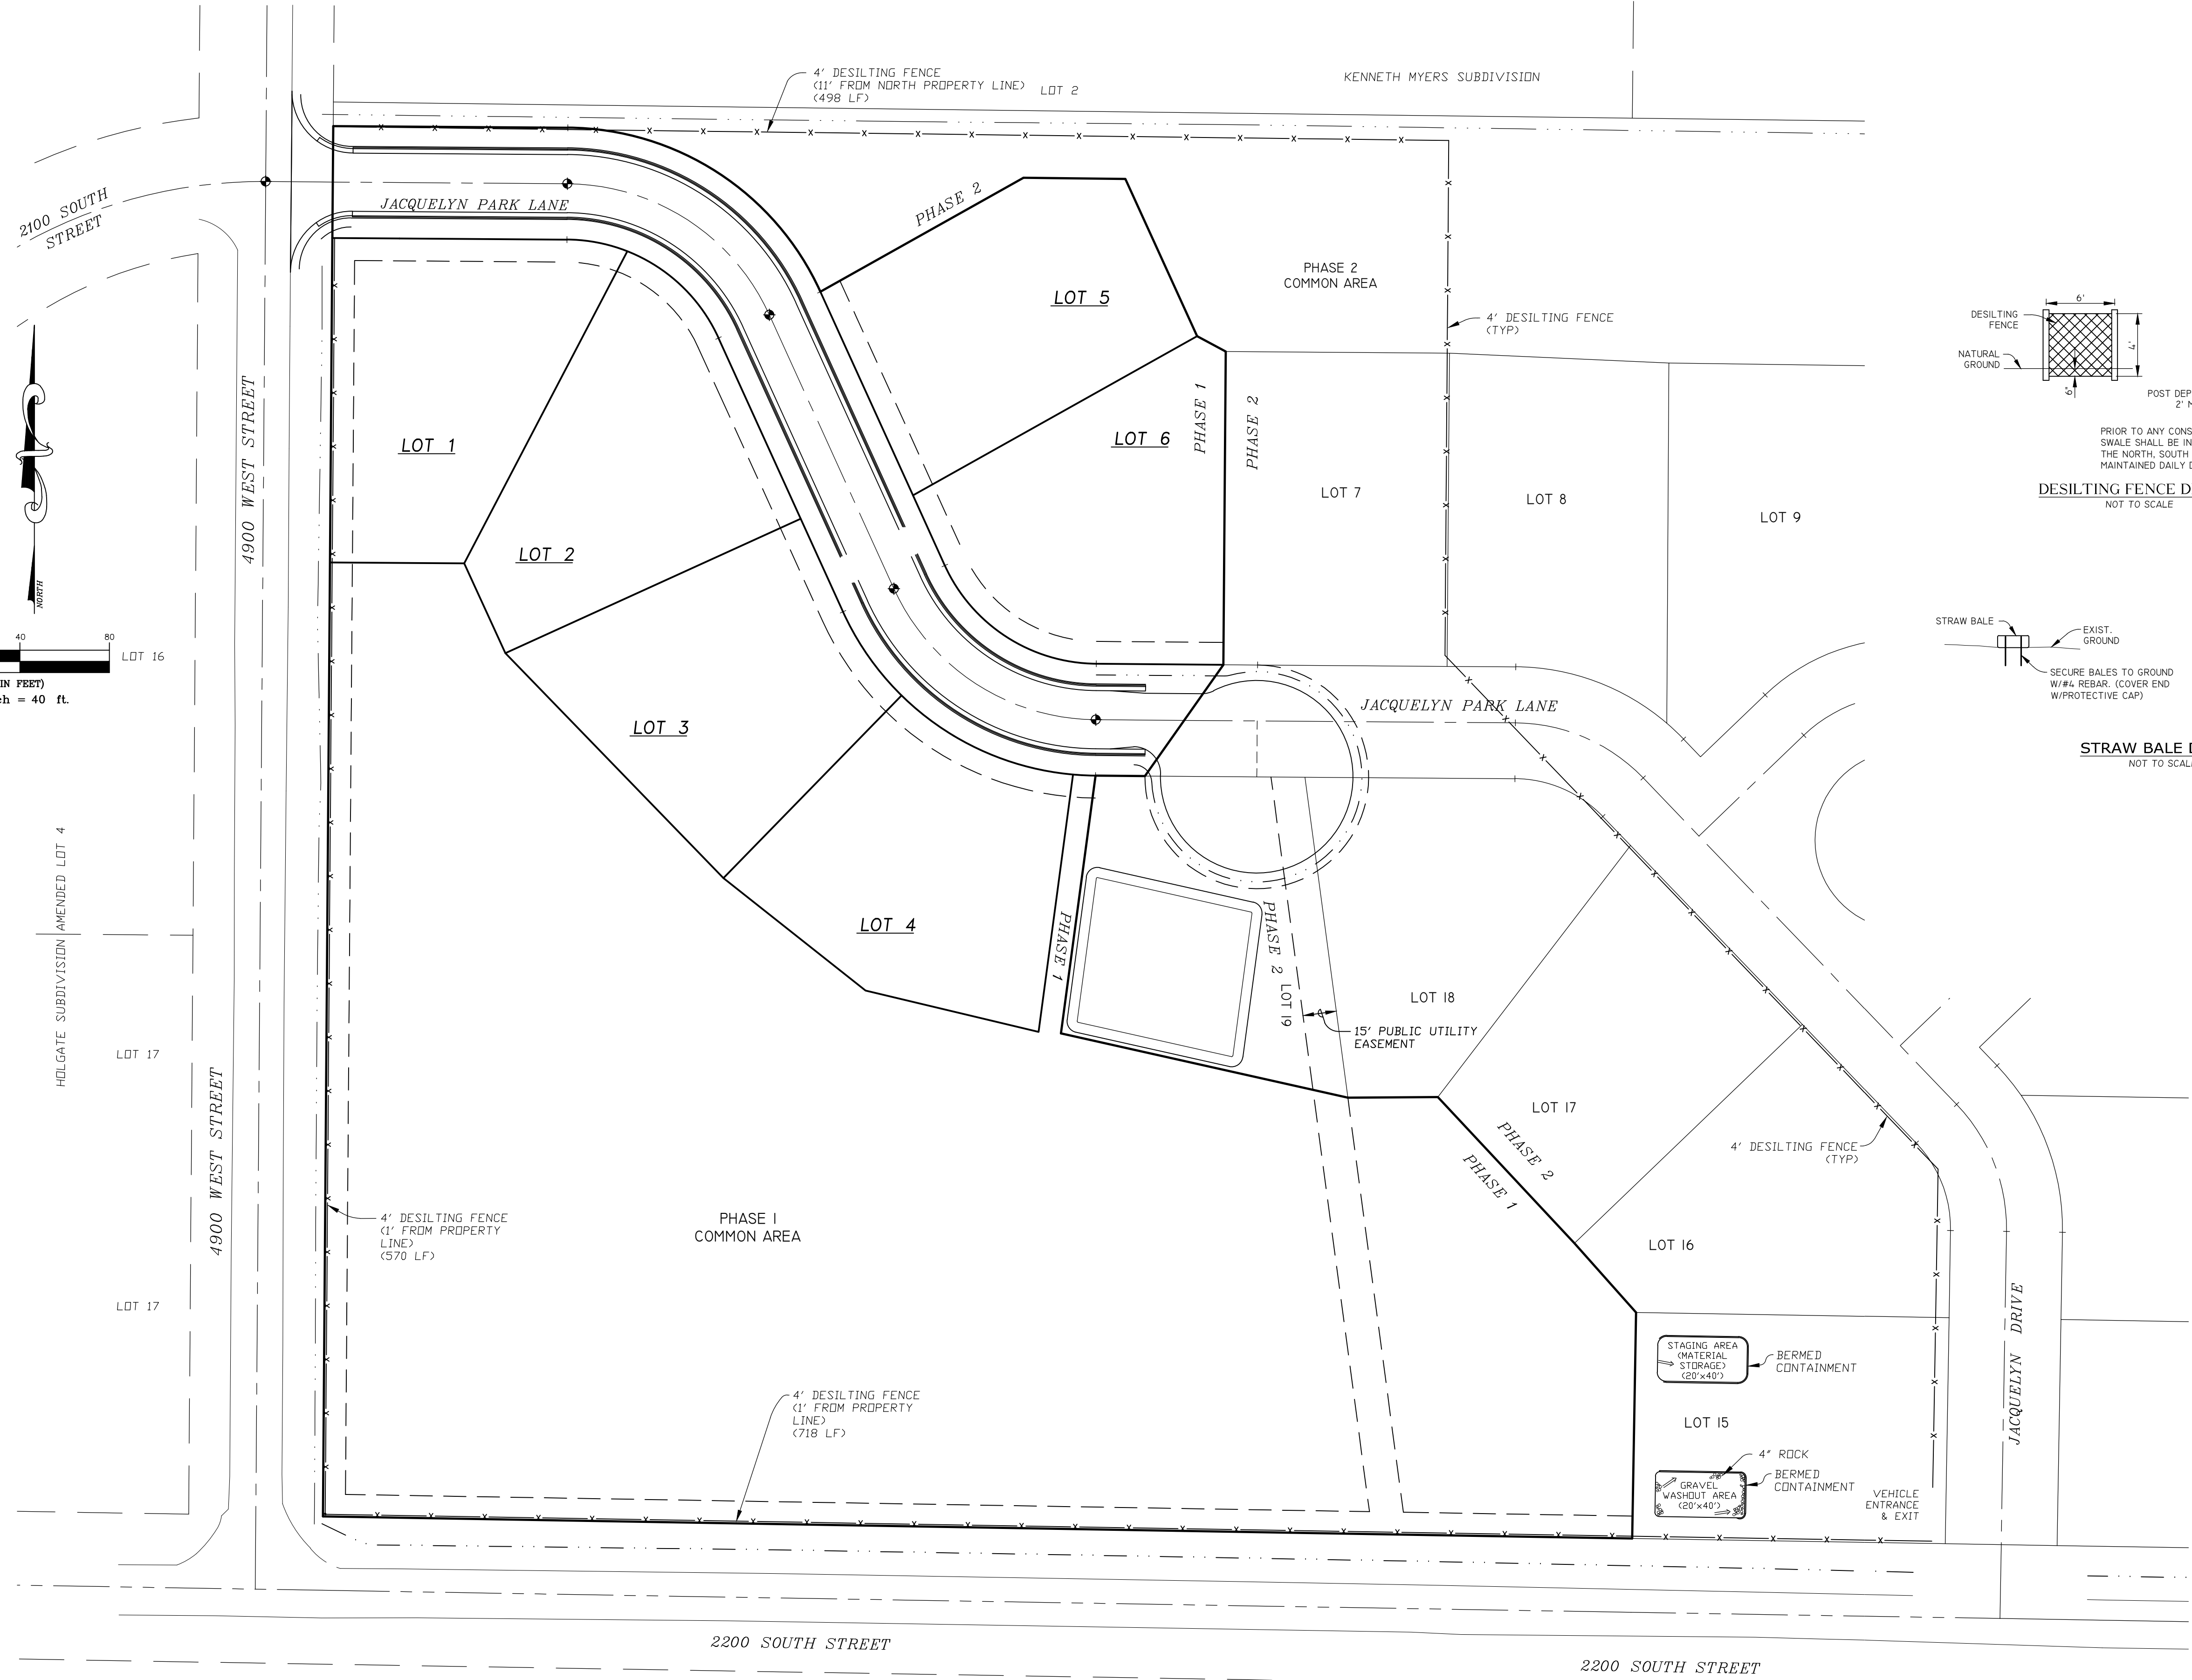 4' DESILTING FENCE
(11' FROM NORTH PROPERTY LINE)
(498 LF)
LOT 2
KENNETH MYERS SUBDIVISION
2100 SOUTH
STREET
JACQUELYN PARK LANE
PHASE 2
LOT 5
PHASE 2
COMMON AREA
4' DESILTING FENCE
(TYP)
6'
DESILTING
FENCE
4'
NATURAL
GROUND
6"
POST DEP
2' M
PRIOR TO ANY CONS
SWALE SHALL BE IN
THE NORTH, SOUTH
MAINTAINED DAILY D
DESILTING FENCE D
NOT TO SCALE
4900 WEST STREET
LOT 1
LOT 6
PHASE 1
PHASE 2
LOT 7
LOT 8
LOT 9
LOT 2
NORTH
40
80
LOT 16
IN FEET)
ch = 40 ft.
STRAW BALE
EXIST.
GROUND
SECURE BALES TO GROUND
W/#4 REBAR. (COVER END
W/PROTECTIVE CAP)
STRAW BALE D
NOT TO SCAL
LOT 3
JACQUELYN PARK LANE
HOLGATE SUBDIVISION AMENDED LOT 4
LOT 4
PHASE 1
PHASE 2
LOT 19
LOT 18
15' PUBLIC UTILITY
EASEMENT
LOT 17
4900 WEST STREET
LOT 17
PHASE 2
PHASE 1
4' DESILTING FENCE
(TYP)
4' DESILTING FENCE
(1' FROM PROPERTY
LINE)
(570 LF)
PHASE 1
COMMON AREA
LOT 16
LOT 17
JACQUELYN DRIVE
STAGING AREA
(MATERIAL
STORAGE)
(20'x40')
BERMED
CONTAINMENT
4' DESILTING FENCE
(1' FROM PROPERTY
LINE)
(718 LF)
LOT 15
4" ROCK
BERMED
CONTAINMENT
GRAVEL
WASHOUT AREA
(20'x40')
VEHICLE
ENTRANCE
& EXIT
2200 SOUTH STREET
2200 SOUTH STREET